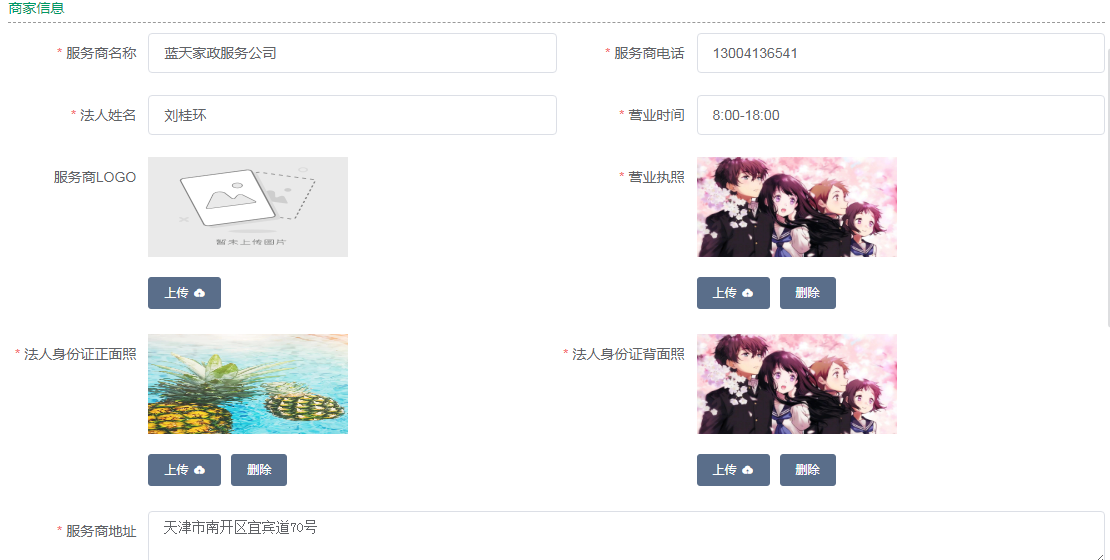 商家信息
* 服务商名称 蓝天家政服务公司 * 服务商电话 13004136541
* 法人姓名 刘桂环 * 营业时间 8:00-18:00
服务商LOGO * 营业执照
暂未上传图片
上传 上传 删除
* 法人身份证正面照 * 法人身份证背面照
上传 删除 上传 删除
* 服务商地址 天津市南开区宜宾道70号